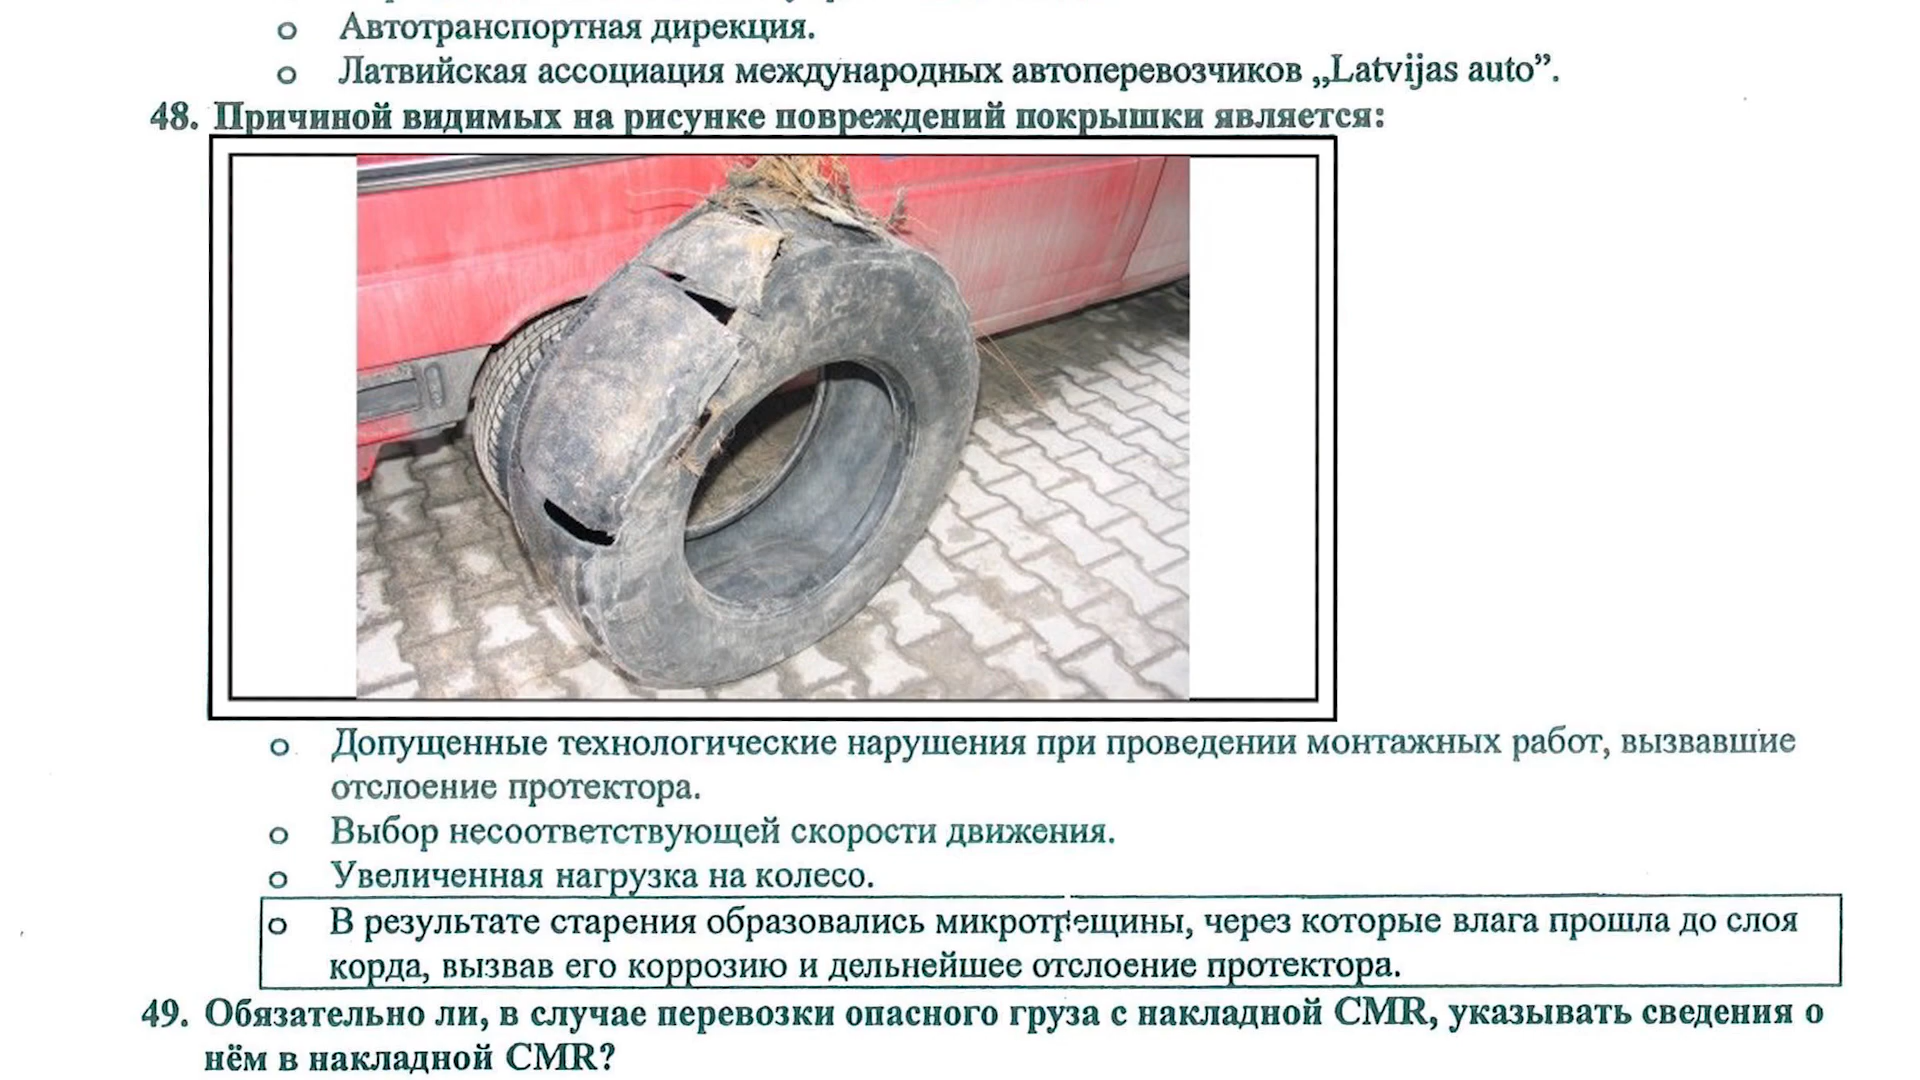 o Автотранспортная дирекция.
o Латвийская ассоциация международных автоперевозчиков „Latvijas auto”.
48. Причиной видимых на рисунке повреждений покрышки является:
o Допущенные технологические нарушения при проведении монтажных работ, вызвавшие
отслоение протектора.
o Выбор несоответствующей скорости движения.
o Увеличенная нагрузка на колесо.
o В результате старения образовались микротрещины, через которые влага прошла до слоя
корда, вызвав его коррозию и дельнейшее отслоение протектора.
49. Обязательно ли, в случае перевозки опасного груза с накладной CMR, указывать сведения о
нём в накладной CMR?